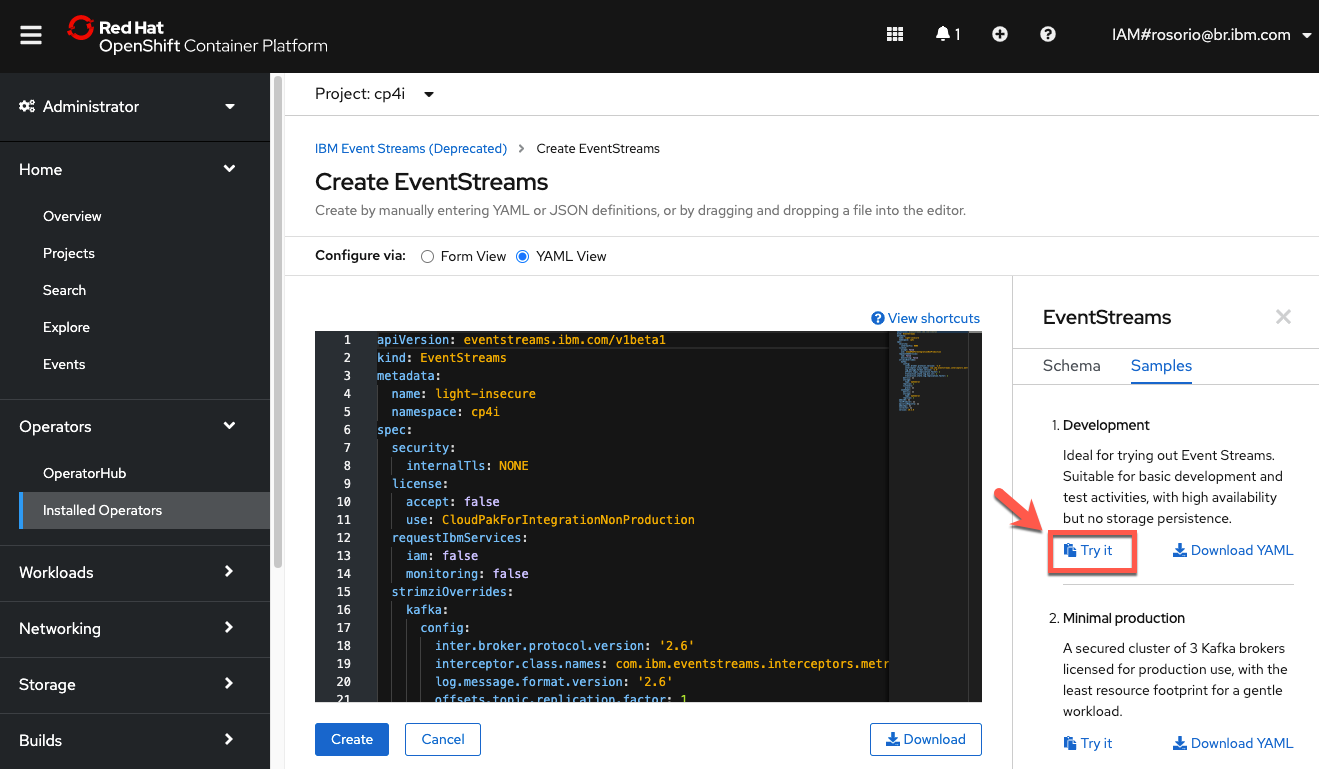 Red Hat
OpenShift Container Platform
1
IAM#rosorio@br.ibm.com
Administrator
Home
Overview
Projects
Search
Explore
Events
Operators
OperatorHub
Installed Operators
Workloads
Networking
Storage
Builds
Project: cp4i
IBM Event Streams (Deprecated) > Create EventStreams
Create EventStreams
Create by manually entering YAML or JSON definitions, or by dragging and dropping a file into the editor.
Configure via: Form View YAML View
View shortcuts
1 apiVersion: eventstreams.ibm.com/v1beta1
2 kind: EventStreams
3 metadata:
4 name: light-insecure
5 namespace: cp4i
6 spec:
7 security:
8 internalTls: NONE
9 license:
10 accept: false
11 use: CloudPakForIntegrationNonProduction
12 requestIbmServices:
13 iam: false
14 monitoring: false
15 strimziOverrides:
16 kafka:
17 config:
18 inter.broker.protocol.version: '2.6'
19 interceptor.class.names: com.ibm.eventstreams.interceptors.metr
20 log.message.format.version: '2.6'
21 offsets.topic.replication.factor: 1
Create
Cancel
Download
EventStreams
Schema
Samples
1. Development
Ideal for trying out Event Streams.
Suitable for basic development and
test activities, with high availability
but no storage persistence.
Try it
Download YAML
2. Minimal production
A secured cluster of 3 Kafka brokers
licensed for production use, with the
least resource footprint for a gentle
workload.
Try it
Download YAML